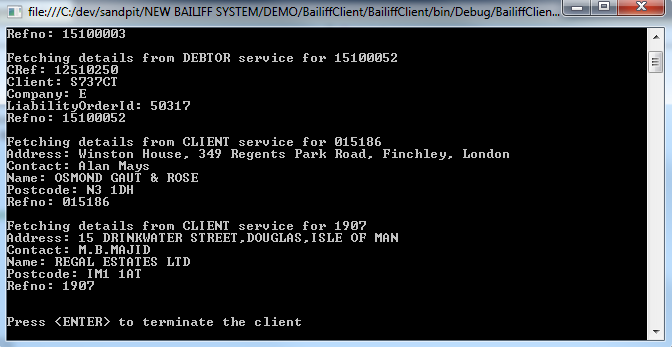 file:///C:/dev/sandpit/NEW BAILIFF SYSTEM/DEMO/BailiffClient/BailiffClient/bin/Debug/BailiffClien...
Refno: 15100003
Fetching details from DEBTOR service for 15100052
CRef: 12510250
Client: S737CT
Company: E
LiabilityOrderId: 50317
Refno: 15100052
Fetching details from CLIENT service for 015186
Address: Winston House, 349 Regents Park Road, Finchley, London
Contact: Alan Mays
Name: OSMOND GAUT & ROSE
Postcode: N3 1DH
Refno: 015186
Fetching details from CLIENT service for 1907
Address: 15 DRINKWATER STREET,DOUGLAS,ISLE OF MAN
Contact: M.B.MAJID
Name: REGAL ESTATES LTD
Postcode: IM1 1AT
Refno: 1907
Press <ENTER> to terminate the client